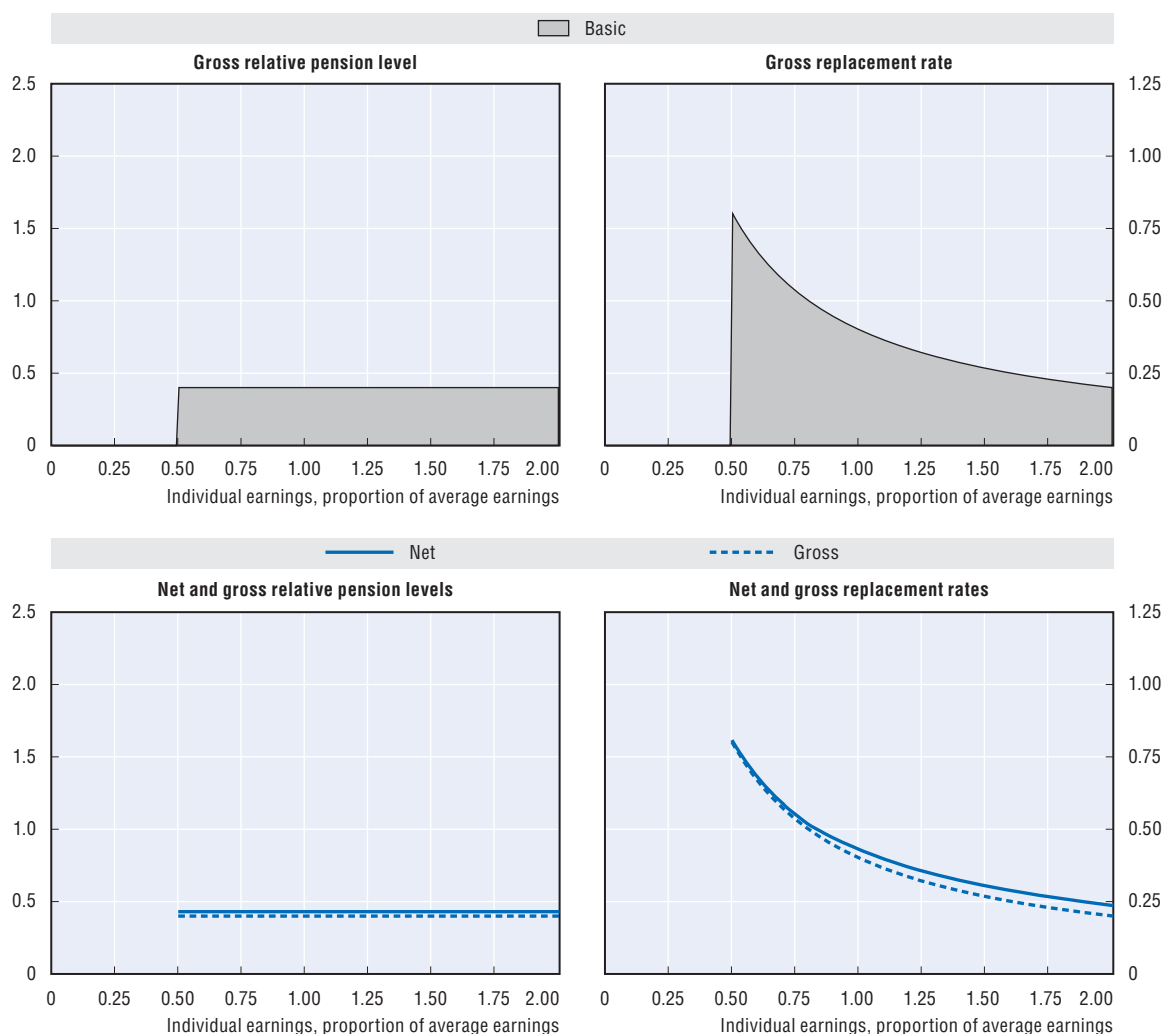 Basic
Gross relative pension level
Gross replacement rate
2.5
2.0
1.5
1.0
0.5
0
1.25
1.00
0.75
0.50
0.25
0
0 0.25 0.50 0.75 1.00 1.25 1.50 1.75 2.00
0 0.25 0.50 0.75 1.00 1.25 1.50 1.75 2.00
Individual earnings, proportion of average earnings
Individual earnings, proportion of average earnings
Net Gross
Net and gross relative pension levels
Net and gross replacement rates
2.5
2.0
1.5
1.0
0.5
0
1.25
1.00
0.75
0.50
0.25
0
0 0.25 0.50 0.75 1.00 1.25 1.50 1.75 2.00
0 0.25 0.50 0.75 1.00 1.25 1.50 1.75 2.00
Individual earnings, proportion of average earnings
Individual earnings, proportion of average earnings